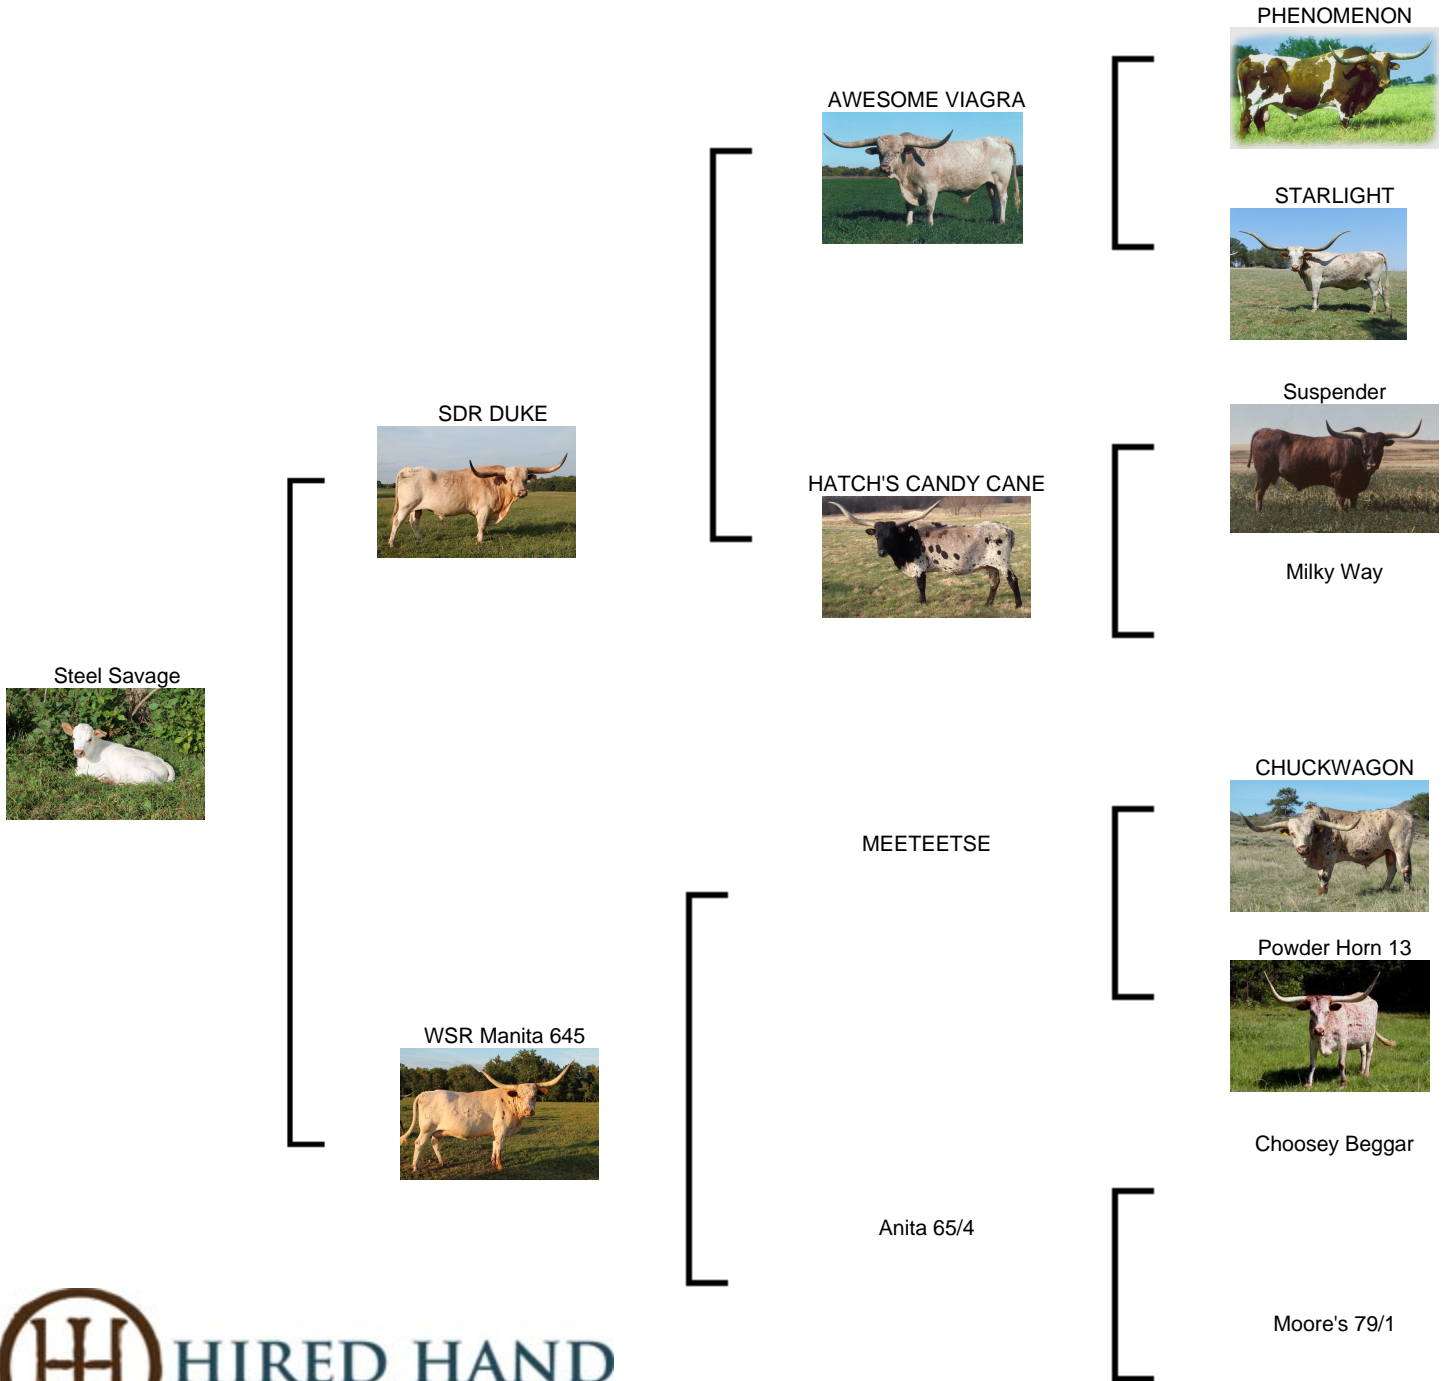 PHENOMENON
AWESOME VIAGRA
STARLIGHT
Suspender
SDR DUKE
HATCH'S CANDY CANE
Milky Way
Steel Savage
CHUCKWAGON
MEETEETSE
Powder Horn 13
WSR Manita 645
Choosey Beggar
Anita 65/4
Moore's 79/1
HIRED HAND